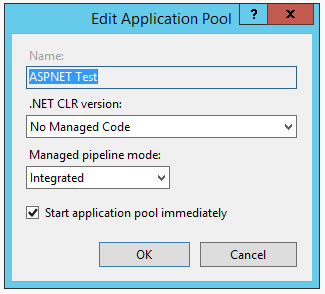 Edit Application Pool
?
x
Name:
ASPNET Test
.NET CLR version:
No Managed Code
Managed pipeline mode:
Integrated
Start application pool immediately
OK
Cancel